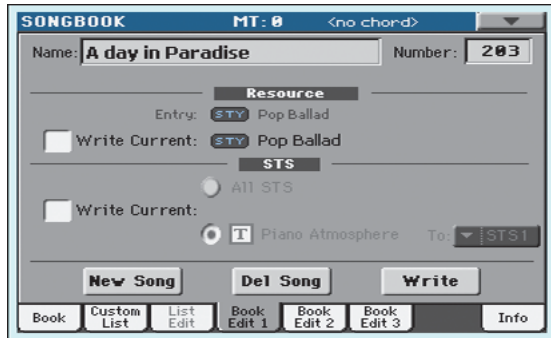 SONGBOOK MT:0 <no chord>
Name: A day in Paradise Number: 203
Resource
Entry: STY Pop Ballad
Write Current: STY Pop Ballad
STS
All STS
Write Current:
T Piano Atmosphere To: STS1
New Song Del Song Write
Book Custom List List Edit Book Edit 1 Book Edit 2 Book Edit 3 Info